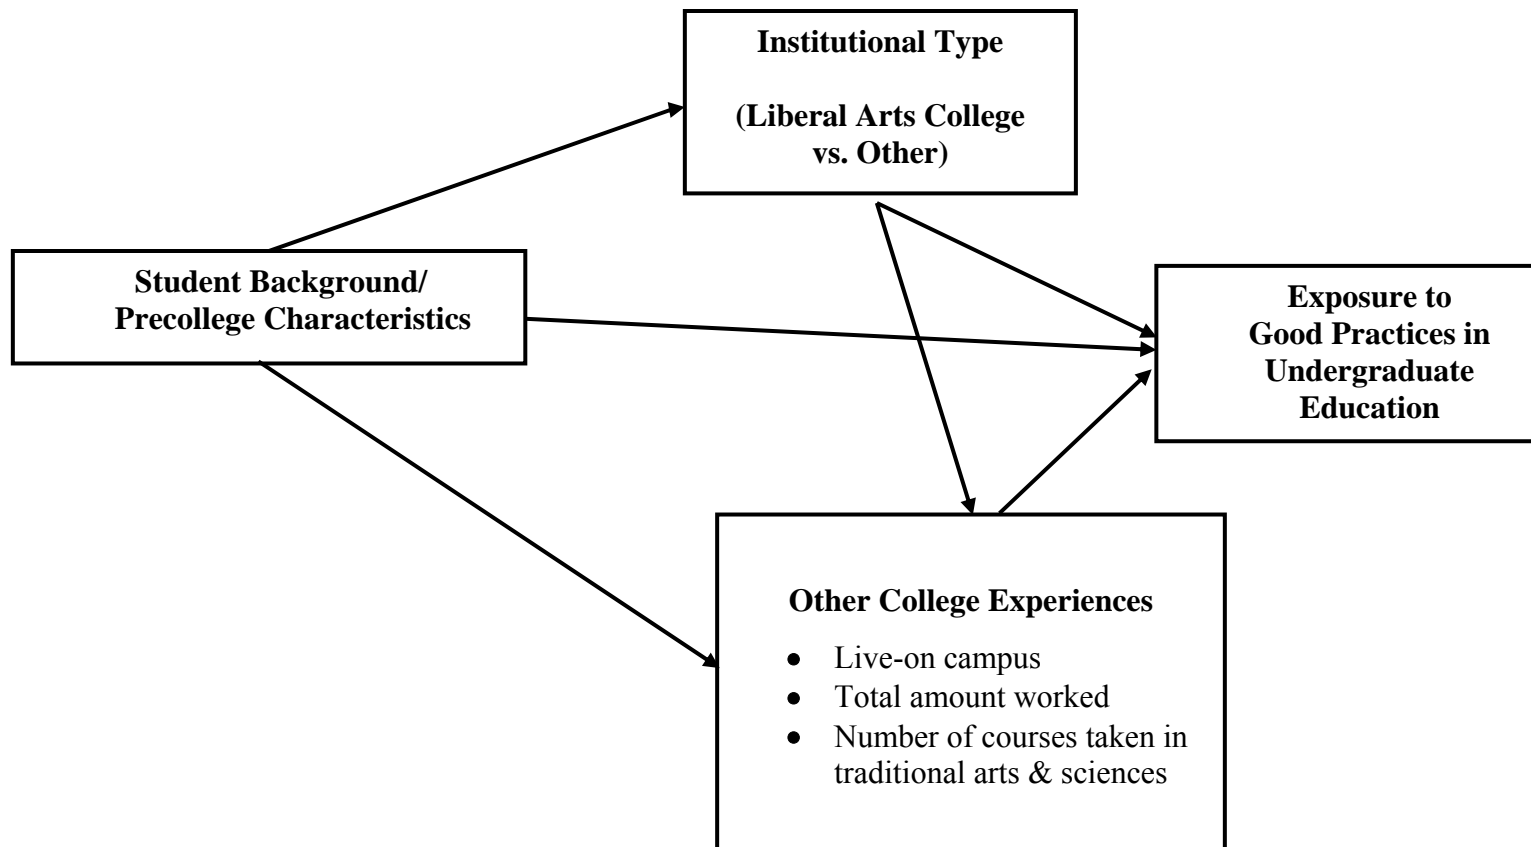 Institutional Type
(Liberal Arts College
vs. Other)
Student Background/
Precollege Characteristics
Exposure to
Good Practices in
Undergraduate
Education
Other College Experiences
● Live-on campus
● Total amount worked
● Number of courses taken in
traditional arts & sciences